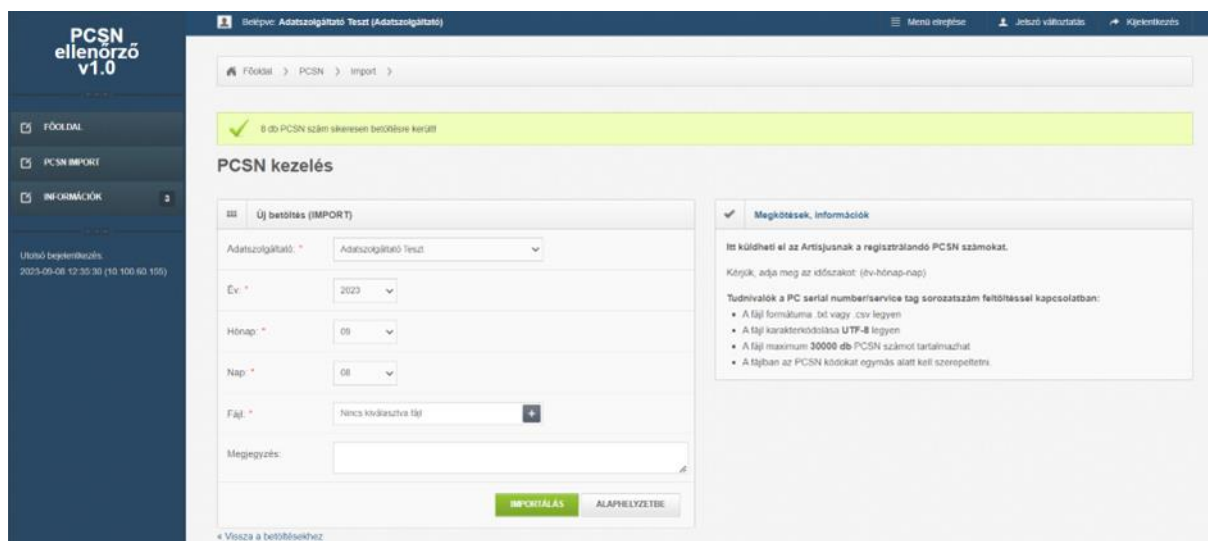 PCSN
ellenőrző
v1.0
Belépve: Adatszolgáltató Teszt (Adatszolgáltató)
Menü elrejtése
Jelszó változtatás
Kijelentkezés
Főoldal > PCSN > Import >
FŐOLDAL
PCSN IMPORT
INFORMÁCIÓK 3
Utolsó bejelentkezés:
2023-09-08 12:35:30 (10.100.60.155)
8 db PCSN szám sikeresen betöltésre került!
PCSN kezelés
Új betöltés (IMPORT)
Adatszolgáltató: * Adatszolgáltató Teszt
Év: * 2023
Hónap: * 09
Nap: * 08
Fájl: * Nincs kiválasztva fájl +
Megjegyzés:
IMPORTÁLÁS ALAPHELYZETBE
« Vissza a betöltésekhez
Megkötések, információk
Itt küldheti el az Artisjusnak a regisztrálandó PCSN számokat.
Kérjük, adja meg az időszakot: (év-hónap-nap)
Tudnivalók a PC serial number/service tag sorozatszám feltöltéssel kapcsolatban:
• A fájl formátuma .txt vagy .csv legyen
• A fájl karakterkódolása UTF-8 legyen
• A fájl maximum 30000 db PCSN számot tartalmazhat
• A fájlban az PCSN kódokat egymás alatt kell szerepeltetni.